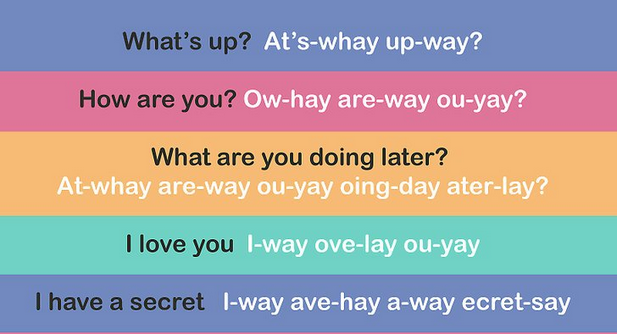 What’s up? At’s-whay up-way?
How are you? Ow-hay are-way ou-yay?
What are you doing later?
At-whay are-way ou-yay oing-day ater-lay?
I love you I-way ove-lay ou-yay
I have a secret I-way ave-hay a-way ecret-say